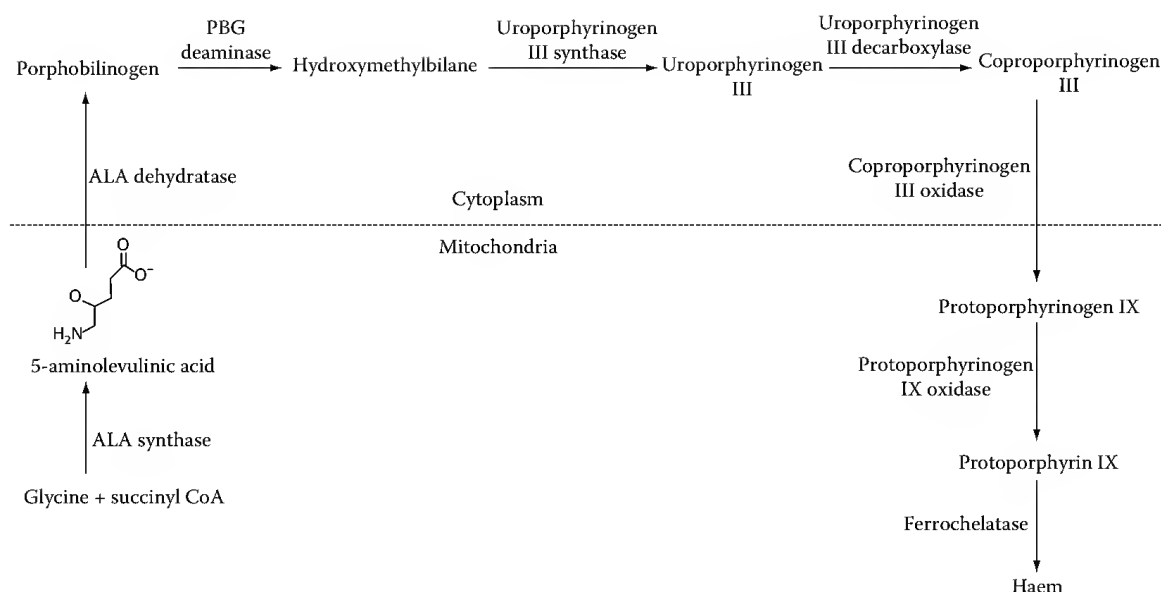 PBG
deaminase
Uroporphyrinogen
III synthase
Uroporphyrinogen
III decarboxylase
Porphobilinogen
Hydroxymethylbilane
Uroporphyrinogen
III
Coproporphyrinogen
III
ALA dehydratase
Coproporphyrinogen
III oxidase
Cytoplasm
Mitochondria
O
O⁻
O
H₂N
5-aminolevulinic acid
Protoporphyrinogen IX
Protoporphyrinogen
IX oxidase
ALA synthase
Protoporphyrin IX
Glycine + succinyl CoA
Ferrochelatase
Haem